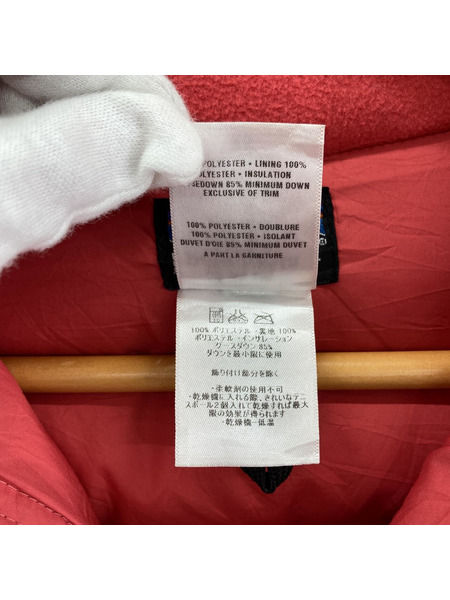 POLYESTER • LINING 100%
POLYESTER • INSULATION
SEDOWN 85% MINIMUM DOWN
EXCLUSIVE OF TRIM
100% POLYESTER • DOUBLURE
100% POLYESTER • ISOLANT
DUVET D'OIE 85% MINIMUM DUVET
A PART LA GARNITURE
100% ポリエステル・裏地 100%
ポリエステル・インサレーション
グースダウン 85%
ダウンを最小限に使用
飾り付け部分を除く
・柔軟剤の使用不可
・乾燥機に入れる際、きれいなテニ
スボール2個入れて乾燥すれば最大
限の効果が得られます
・乾燥機-低温